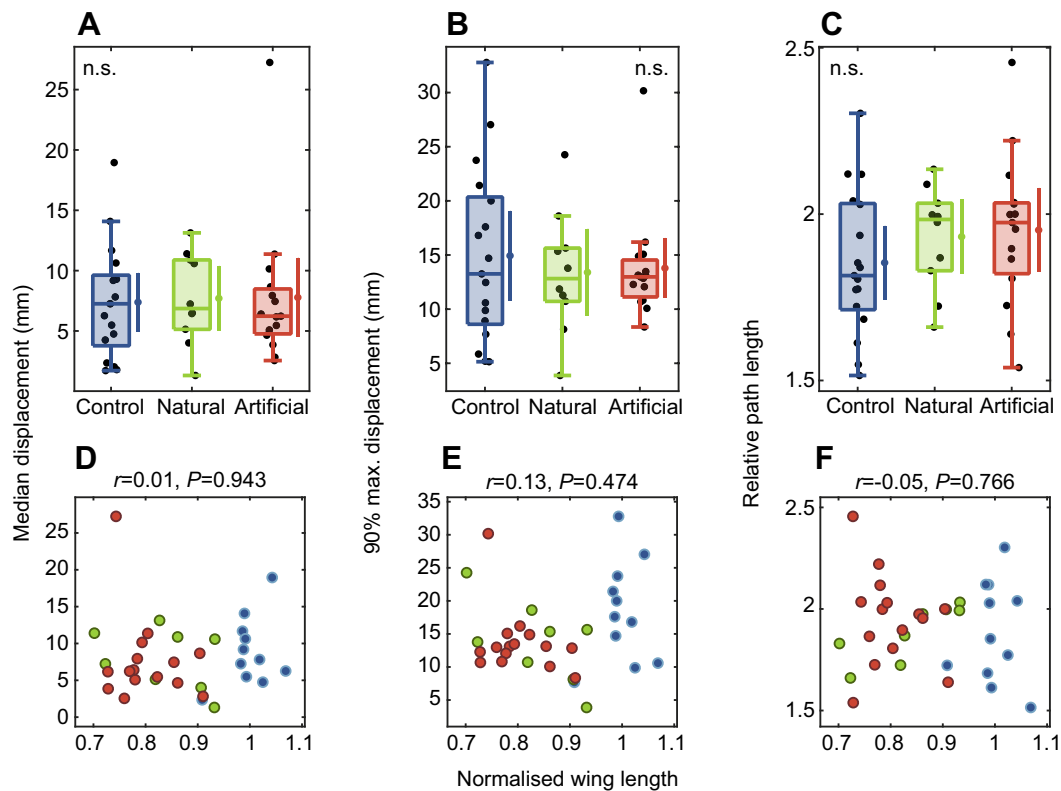 A
B
C
n.s.
n.s.
n.s.
25
20
15
10
5
30
25
20
15
10
5
2.5
2
1.5
Control Natural Artificial
Control Natural Artificial
Control Natural Artificial
Median displacement (mm)
90% max. displacement (mm)
Relative path length
D
E
F
r=0.01, P=0.943
r=0.13, P=0.474
r=-0.05, P=0.766
25
20
15
10
5
0
35
30
25
20
15
10
5
2.5
2
1.5
0.7 0.8 0.9 1 1.1
0.7 0.8 0.9 1 1.1
0.7 0.8 0.9 1 1.1
Normalised wing length